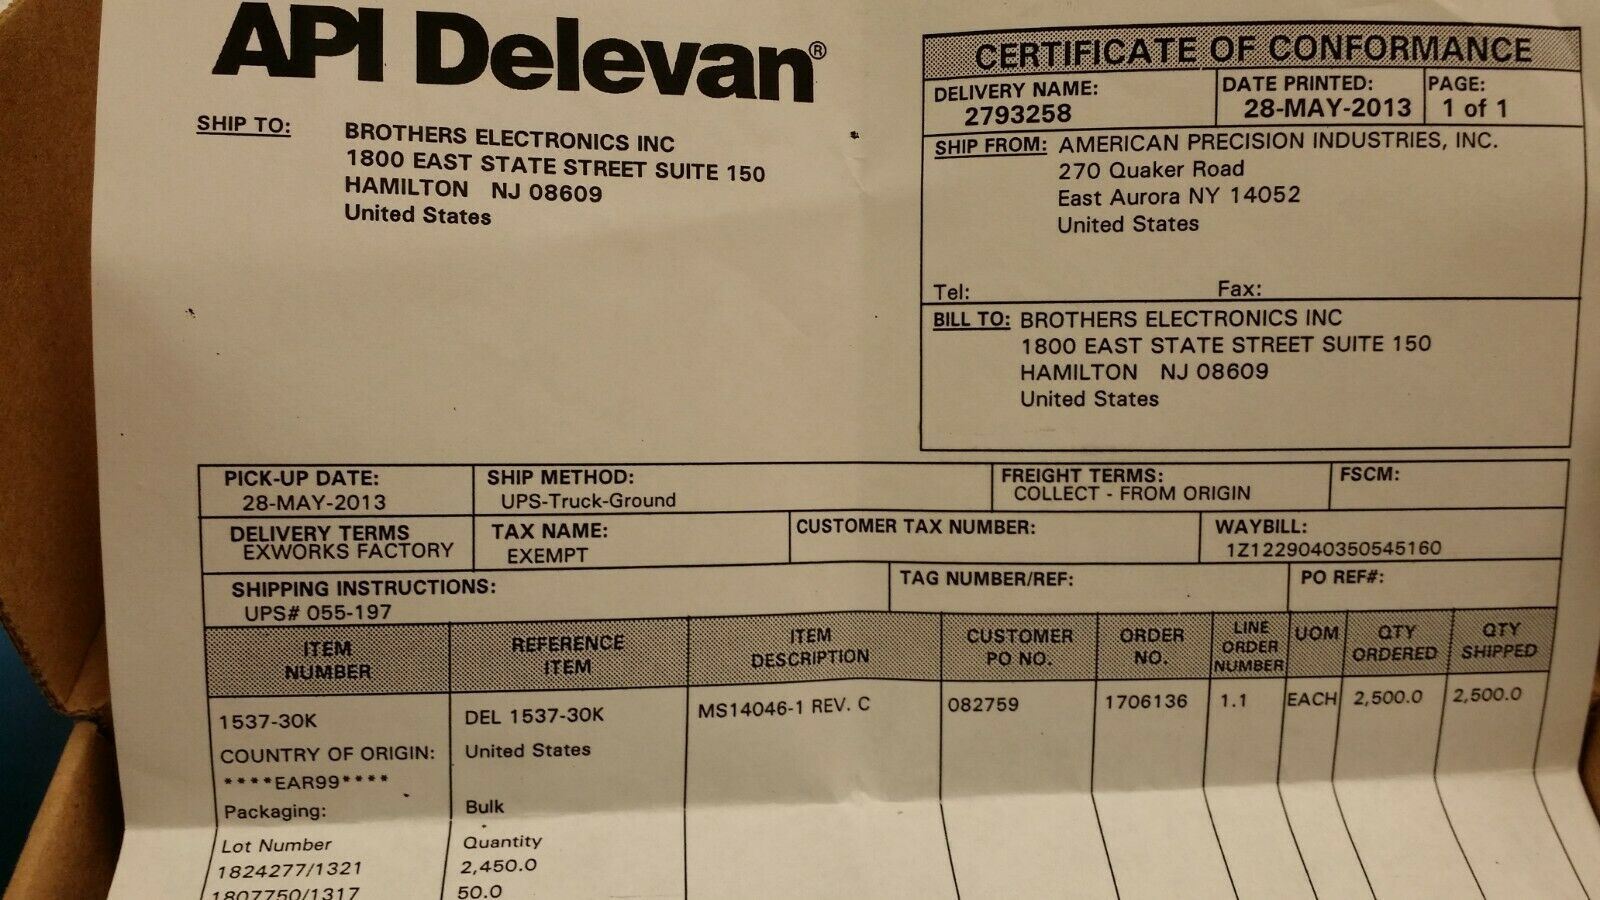 API Delevan®
SHIP TO: BROTHERS ELECTRONICS INC
1800 EAST STATE STREET SUITE 150
HAMILTON NJ 08609
United States
CERTIFICATE OF CONFORMANCE
DELIVERY NAME: DATE PRINTED: PAGE:
2793258 28-MAY-2013 1 of 1
SHIP FROM: AMERICAN PRECISION INDUSTRIES, INC.
270 Quaker Road
East Aurora NY 14052
United States
Tel: Fax:
BILL TO: BROTHERS ELECTRONICS INC
1800 EAST STATE STREET SUITE 150
HAMILTON NJ 08609
United States
PICK-UP DATE: SHIP METHOD: FREIGHT TERMS: FSCM:
28-MAY-2013 UPS-Truck-Ground COLLECT - FROM ORIGIN
DELIVERY TERMS TAX NAME: CUSTOMER TAX NUMBER: WAYBILL:
EXWORKS FACTORY EXEMPT 1Z1229040350545160
SHIPPING INSTRUCTIONS: TAG NUMBER/REF: PO REF#:
UPS# 055-197
ITEM NUMBER REFERENCE ITEM ITEM DESCRIPTION CUSTOMER PO NO. ORDER NO. LINE ORDER NUMBER UOM QTY ORDERED QTY SHIPPED
1537-30K DEL 1537-30K MS14046-1 REV. C 082759 1706136 1.1 EACH 2,500.0 2,500.0
COUNTRY OF ORIGIN: United States
****EAR99****
Packaging: Bulk
Lot Number Quantity
1824277/1321 2,450.0
1807750/1317 50.0